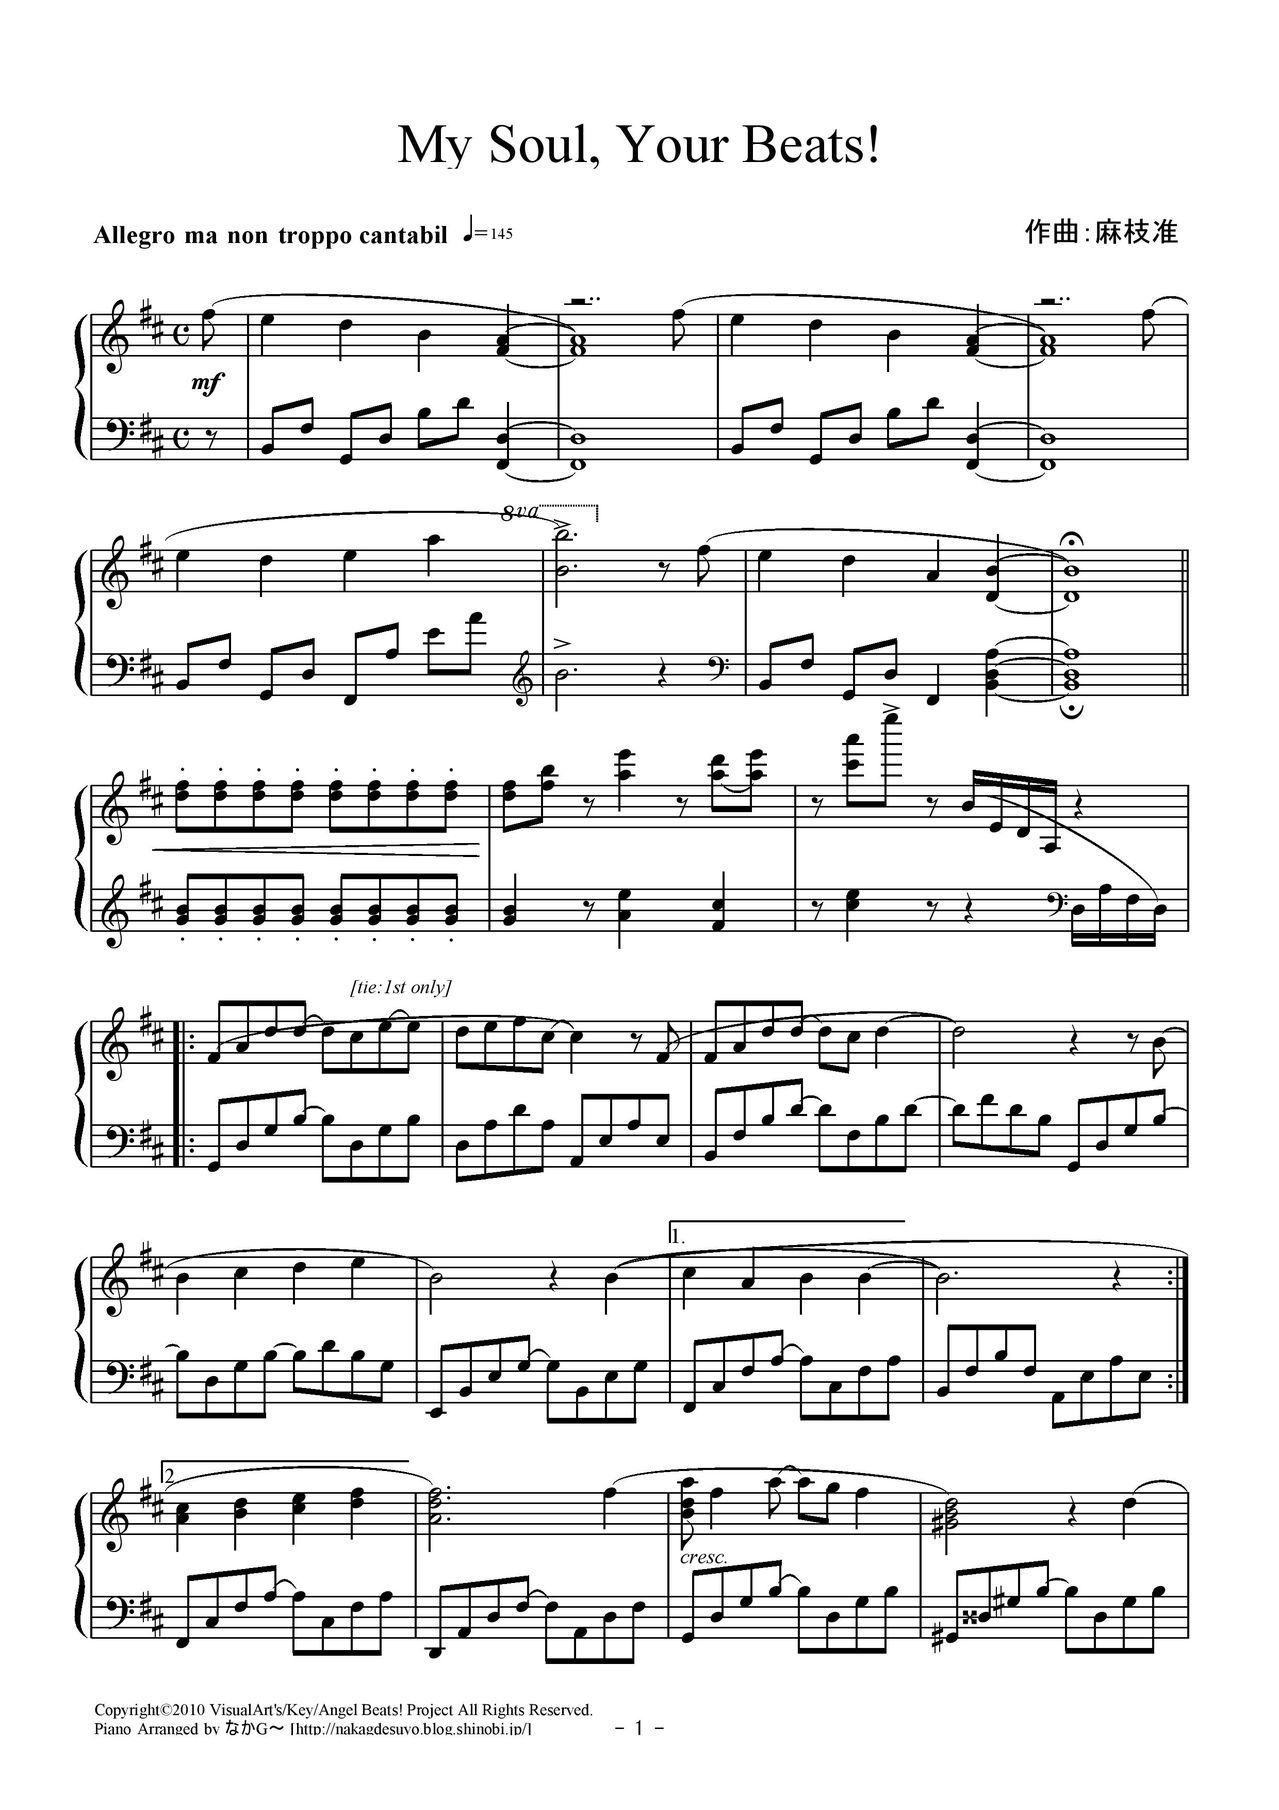 My Soul, Your Beats!
Allegro ma non troppo cantabil ♩=145
作曲:麻枝准
mf
8va
[tie:1st only]
1.
2
cresc.
Copyright©2010 VisualArt's/Key/Angel Beats! Project All Rights Reserved.
Piano Arranged by なかG〜 [http://nakagdesuyo.blog.shinobi.jp/]
- 1 -